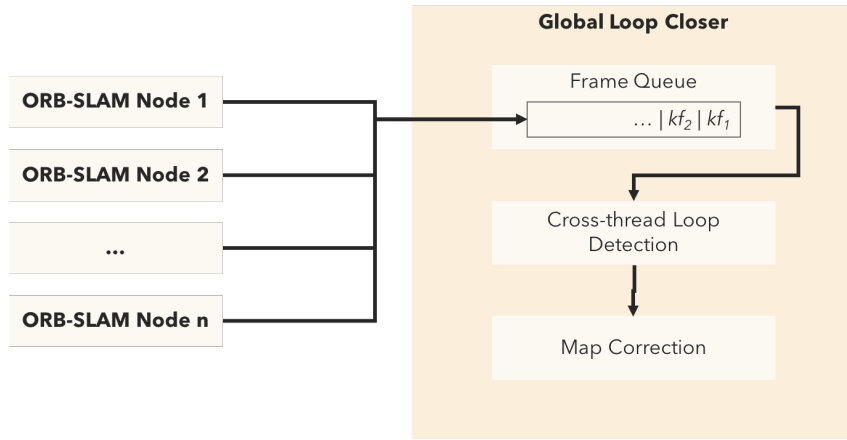 Global Loop Closer
ORB-SLAM Node 1
ORB-SLAM Node 2
...
ORB-SLAM Node n
Frame Queue
... | kf₂ | kf₁
Cross-thread Loop
Detection
Map Correction